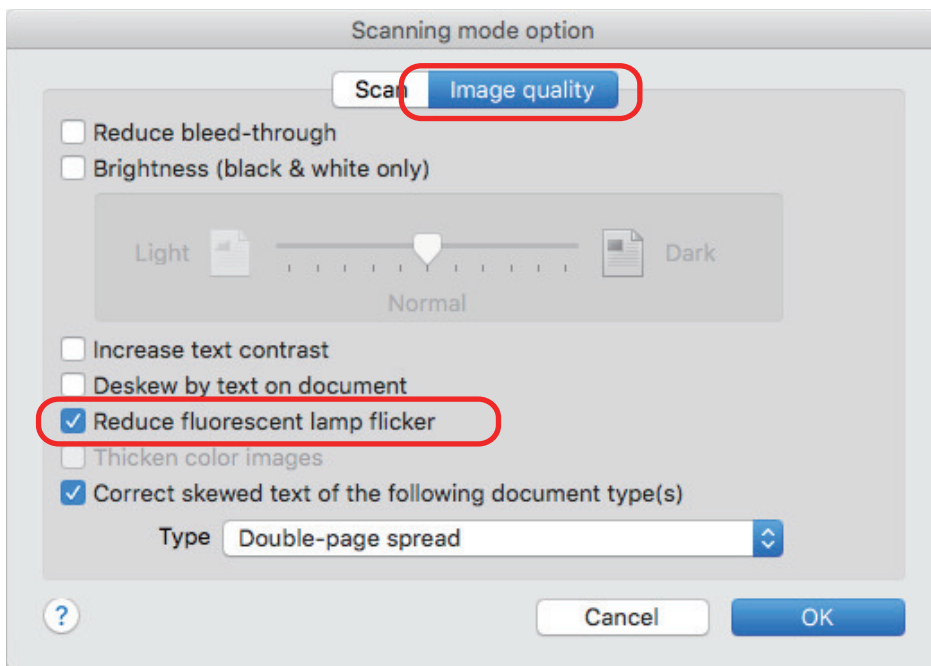 Scanning mode option
Scan Image quality
Reduce bleed-through
Brightness (black & white only)
Light Dark
Normal
Increase text contrast
Deskew by text on document
Reduce fluorescent lamp flicker
Thicken color images
Correct skewed text of the following document type(s)
Type Double-page spread
? Cancel OK